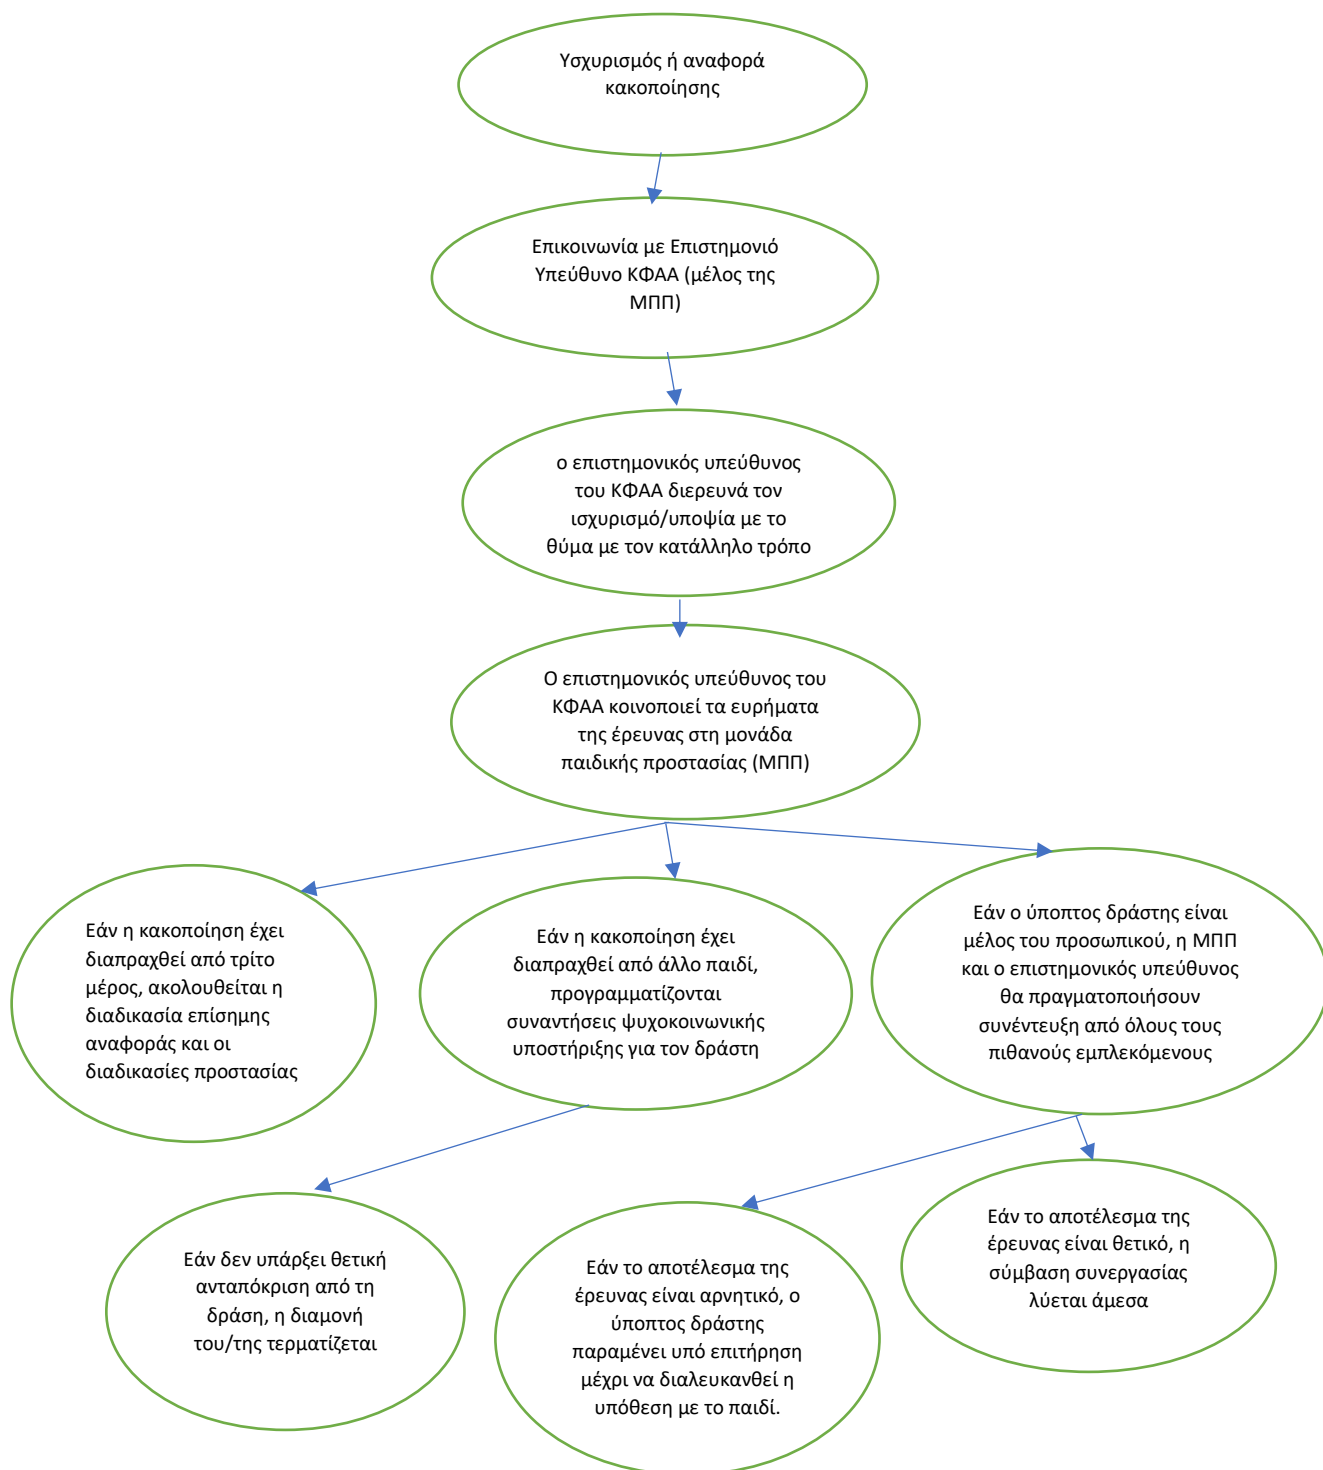 Υσχυρισμός ή αναφορά
κακοποίησης
Επικοινωνία με Επιστημονιό
Υπεύθυνο ΚΦΑΑ (μέλος της
ΜΠΠ)
ο επιστημονικός υπεύθυνος
του ΚΦΑΑ διερευνά τον
ισχυρισμό/υποψία με το
θύμα με τον κατάλληλο τρόπο
Ο επιστημονικός υπεύθυνος του
ΚΦΑΑ κοινοποιεί τα ευρήματα
της έρευνας στη μονάδα
παιδικής προστασίας (ΜΠΠ)
Εάν η κακοποίηση έχει
διαπραχθεί από τρίτο
μέρος, ακολουθείται η
διαδικασία επίσημης
αναφοράς και οι
διαδικασίες προστασίας
Εάν η κακοποίηση έχει
διαπραχθεί από άλλο παιδί,
προγραμματίζονται
συναντήσεις ψυχοκοινωνικής
υποστήριξης για τον δράστη
Εάν ο ύποπτος δράστης είναι
μέλος του προσωπικού, η ΜΠΠ
και ο επιστημονικός υπεύθυνος
θα πραγματοποιήσουν
συνέντευξη από όλους τους
πιθανούς εμπλεκόμενους
Εάν δεν υπάρξει θετική
ανταπόκριση από τη
δράση, η διαμονή
του/της τερματίζεται
Εάν το αποτέλεσμα της
έρευνας είναι αρνητικό, ο
ύποπτος δράστης
παραμένει υπό επιτήρηση
μέχρι να διαλευκανθεί η
υπόθεση με το παιδί.
Εάν το αποτέλεσμα της
έρευνας είναι θετικό, η
σύμβαση συνεργασίας
λύεται άμεσα